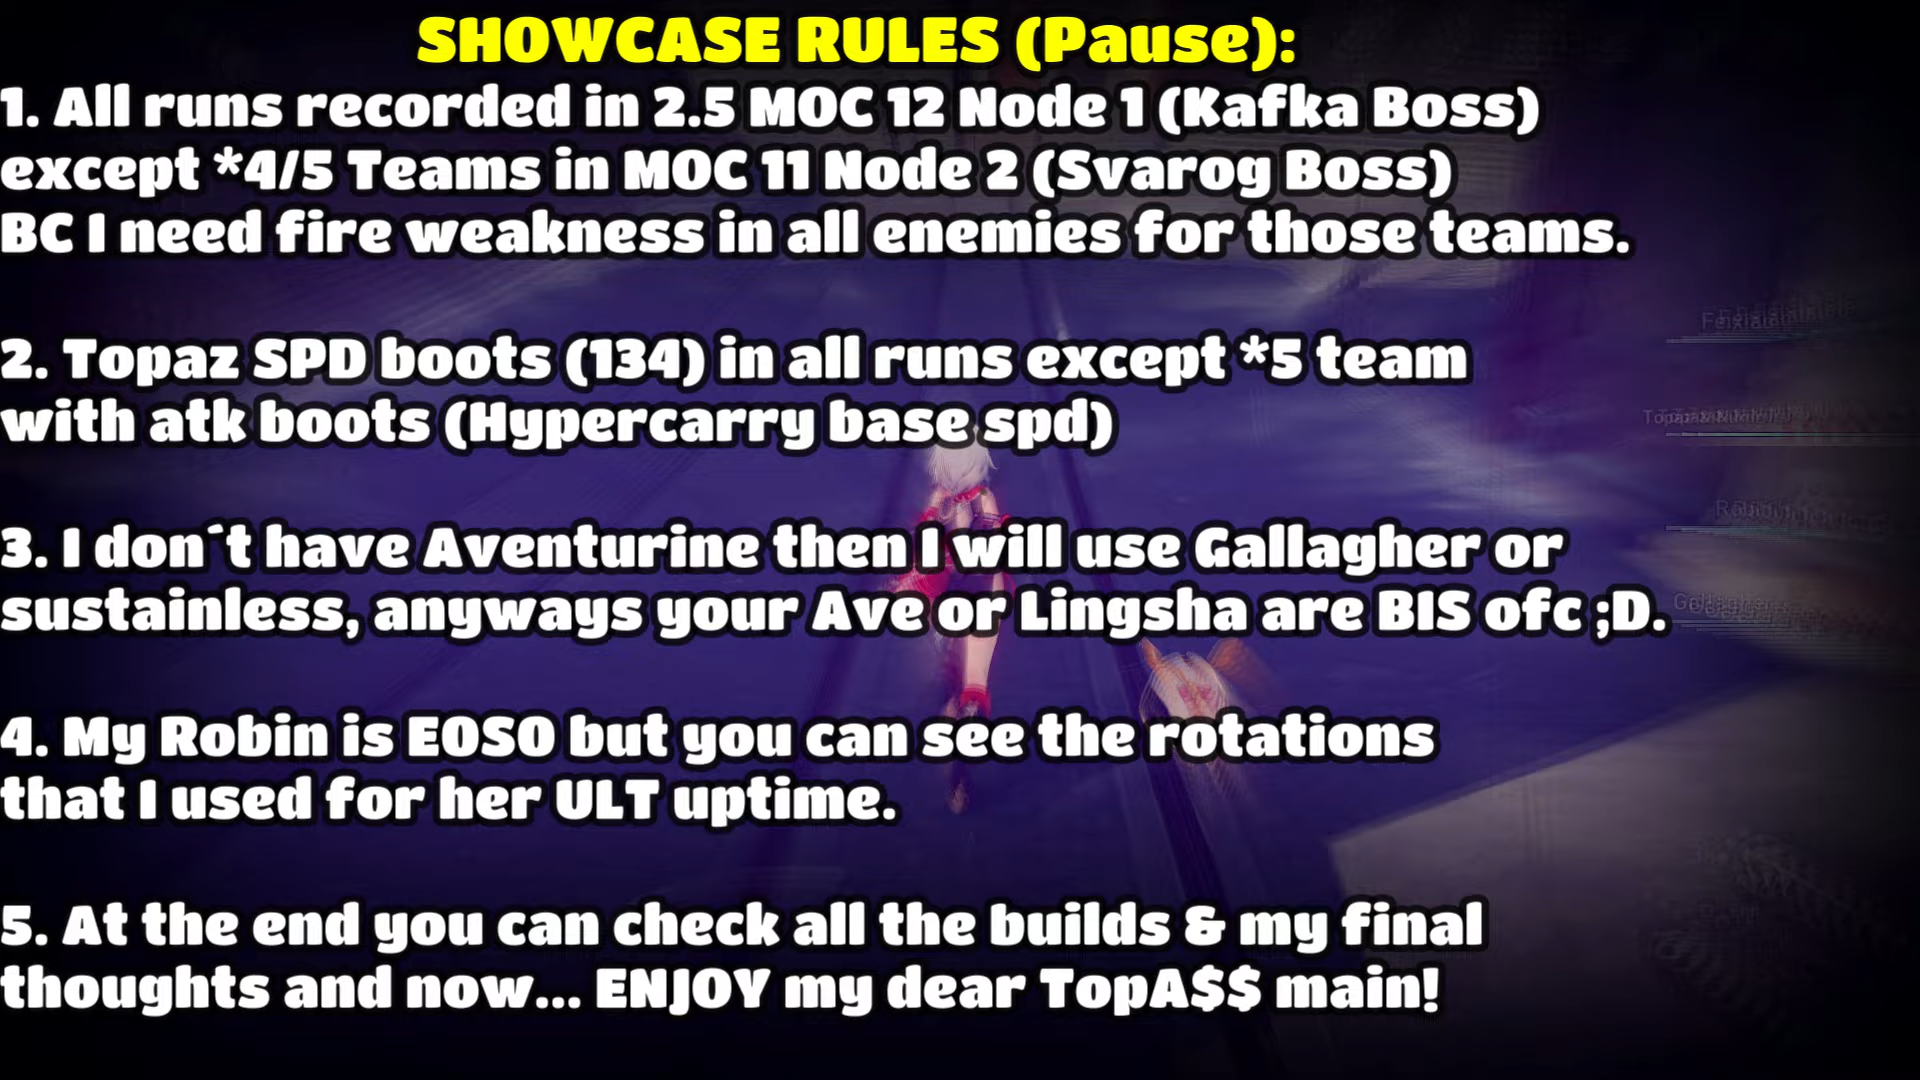 SHOWCASE RULES (Pause):
1. All runs recorded in 2.5 MOC 12 Node 1 (Kafka Boss)
except *4/5 Teams in MOC 11 Node 2 (Svarog Boss)
BC I need fire weakness in all enemies for those teams.
2. Topaz SPD boots (134) in all runs except *5 team
with atk boots (Hypercarry base spd)
3. I don´t have Aventurine then I will use Gallagher or
sustainless, anyways your Ave or Lingsha are BIS ofc ;D.
4. My Robin is E0S0 but you can see the rotations
that I used for her ULT uptime.
5. At the end you can check all the builds & my final
thoughts and now... ENJOY my dear TopA$$ main!